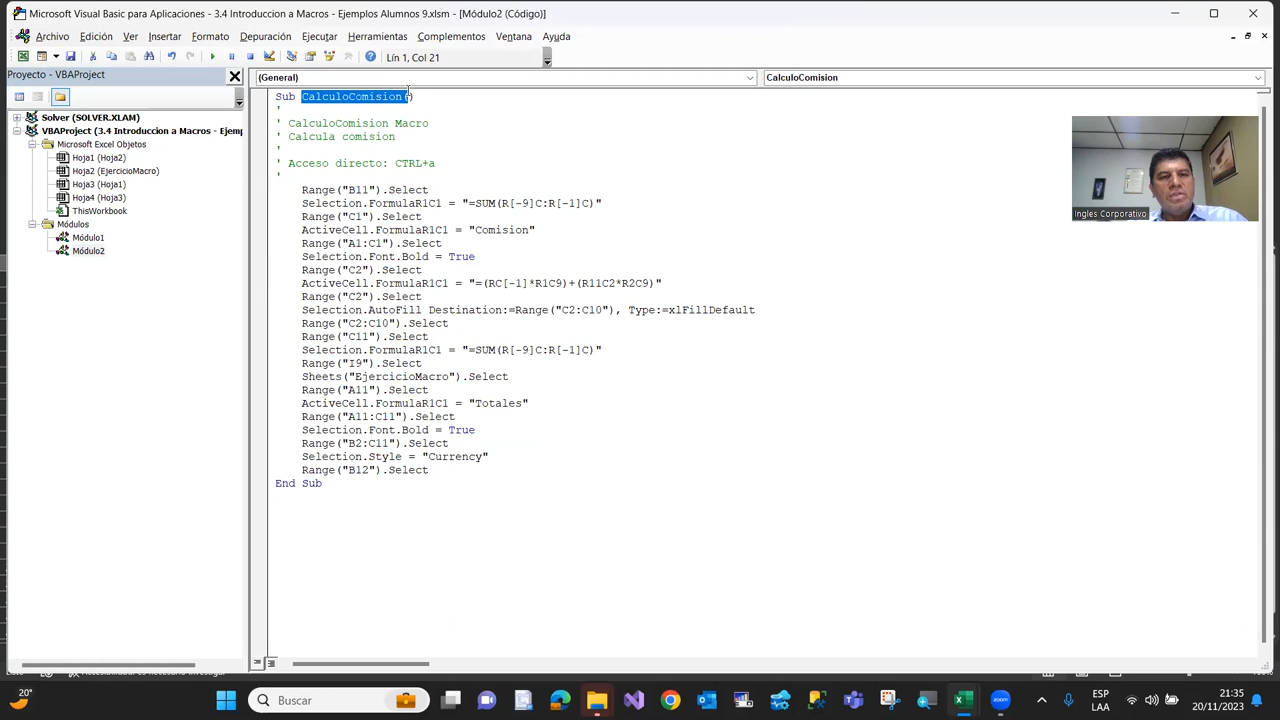 Microsoft Visual Basic para Aplicaciones - 3.4 Introduccion a Macros - Ejemplos Alumnos 9.xlsm - [Módulo2 (Código)]
Archivo Edición Ver Insertar Formato Depuración Ejecutar Herramientas Complementos Ventana Ayuda
Lín 1, Col 21
Proyecto - VBAProject
(General)
CalculoComision
Solver (SOLVER.XLAM)
VBAProject (3.4 Introduccion a Macros - Ejemp
Microsoft Excel Objetos
Hoja1 (Hoja2)
Hoja2 (EjercicioMacro)
Hoja3 (Hoja1)
Hoja4 (Hoja3)
ThisWorkbook
Módulos
Módulo1
Módulo2
Sub CalculoComision()
'
' CalculoComision Macro
' Calcula comision
'
' Acceso directo: CTRL+a
'
Range("B11").Select
Selection.FormulaR1C1 = "=SUM(R[-9]C:R[-1]C)"
Range("C1").Select
ActiveCell.FormulaR1C1 = "Comision"
Range("A1:C1").Select
Selection.Font.Bold = True
Range("C2").Select
ActiveCell.FormulaR1C1 = "=(RC[-1]*R1C9)+(R11C2*R2C9)"
Range("C2").Select
Selection.AutoFill Destination:=Range("C2:C10"), Type:=xlFillDefault
Range("C2:C10").Select
Range("C11").Select
Selection.FormulaR1C1 = "=SUM(R[-9]C:R[-1]C)"
Range("I9").Select
Sheets("EjercicioMacro").Select
Range("A11").Select
ActiveCell.FormulaR1C1 = "Totales"
Range("A11:C11").Select
Selection.Font.Bold = True
Range("B2:C11").Select
Selection.Style = "Currency"
Range("B12").Select
End Sub
Ingles Corporativo
20°
Buscar
ESP
LAA
21:35
20/11/2023